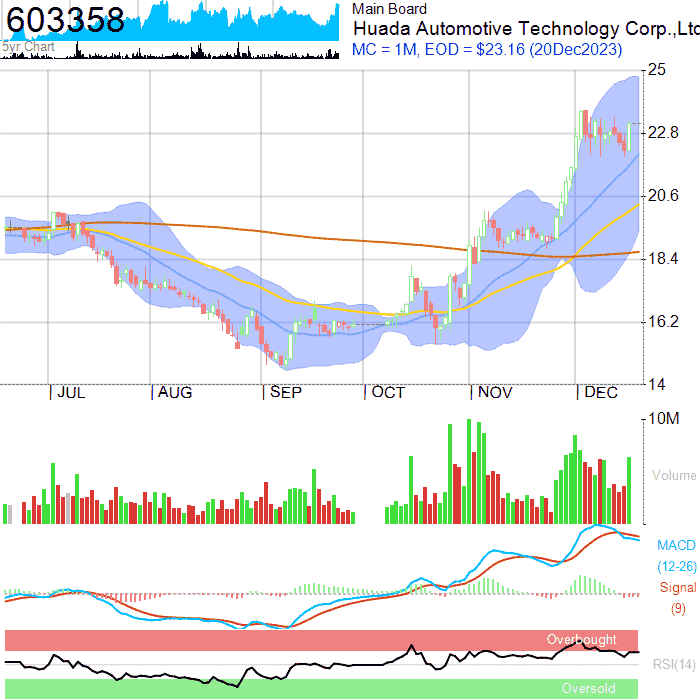 603358
5yr Chart
Main Board
Huada Automotive Technology Corp.,Ltd
MC = 1M, EOD = $23.16 (20Dec2023)
25
22.8
20.6
18.4
16.2
14
JUL AUG SEP OCT NOV DEC
10M
Volume
MACD
(12-26)
Signal
(9)
Overbought
RSI(14)
Oversold